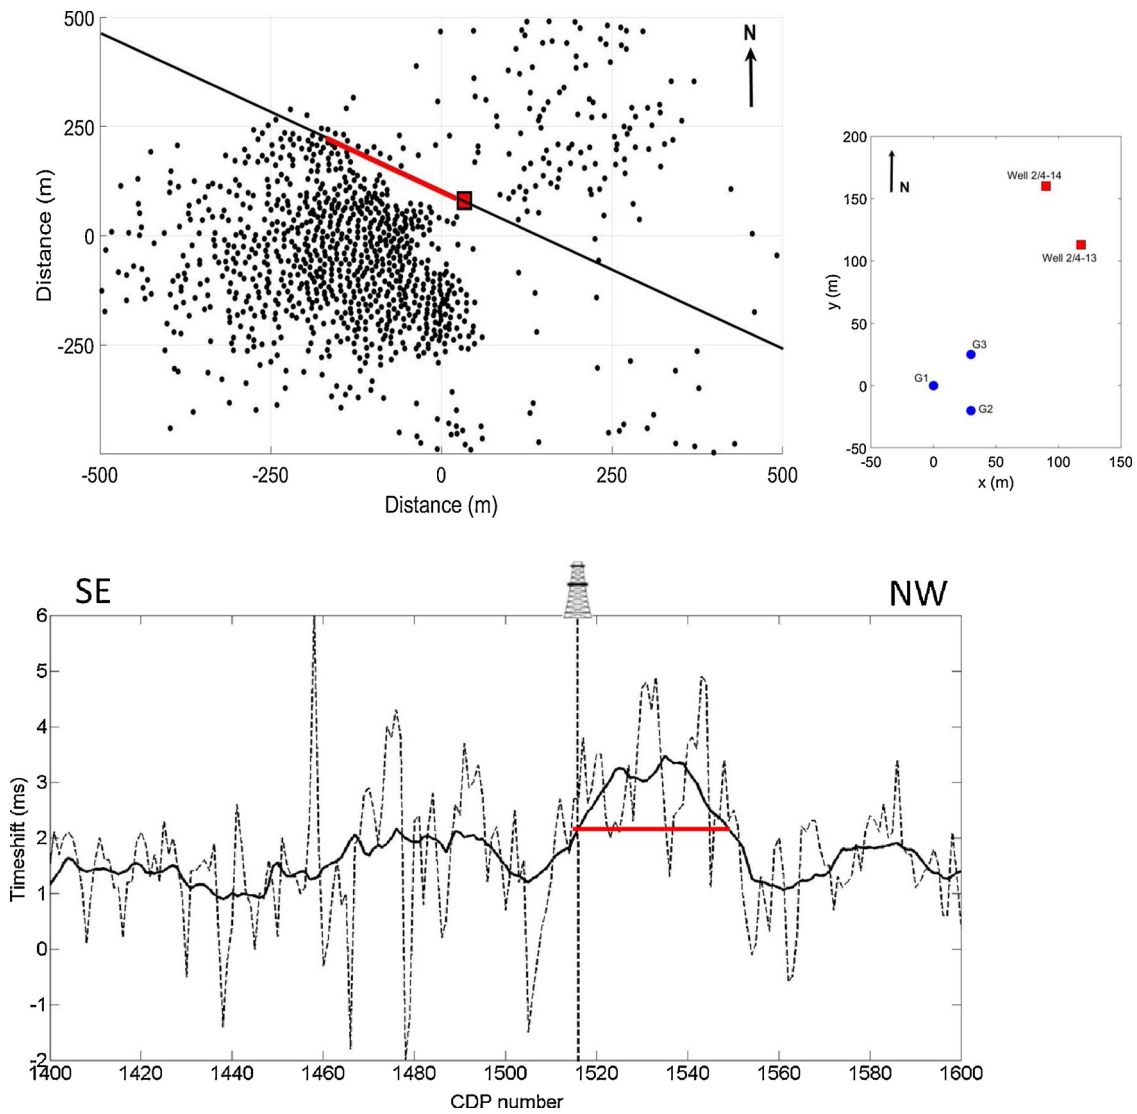 500
250
0
-250
-500
-250
0
250
500
Distance (m)
Distance (m)
N
200
150
100
50
0
-50
-50
0
50
100
150
y (m)
x (m)
N
Well 2/4-14
Well 2/4-13
G3
G1
G2
SE
NW
6
5
4
3
2
1
0
-1
-2
1400
1420
1440
1460
1480
1500
1520
1540
1560
1580
1600
Timeshift (ms)
CDP number